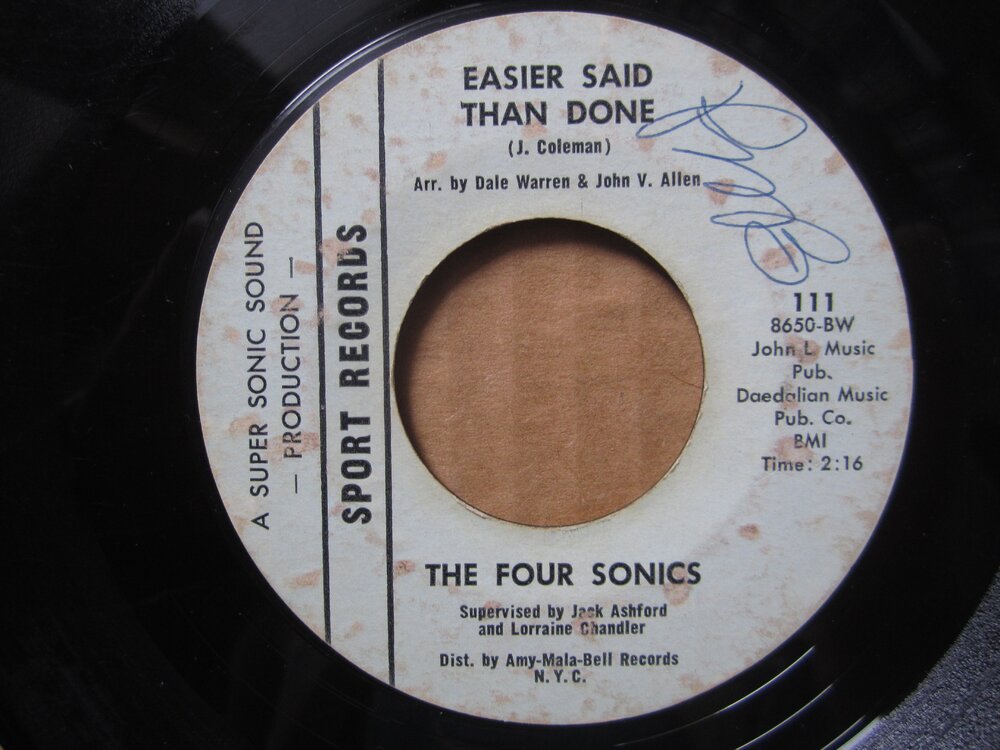 EASIER SAID
THAN DONE
(J. Coleman)
Arr. by Dale Warren & John V. Allen
A SUPER SONIC SOUND
— PRODUCTION —
SPORT RECORDS
111
8650-BW
John L Music
Pub.
Daedalian Music
Pub. Co.
BMI
Time: 2:16
THE FOUR SONICS
Supervised by Jack Ashford
and Lorraine Chandler
Dist. by Amy-Mala-Bell Records
N.Y.C.